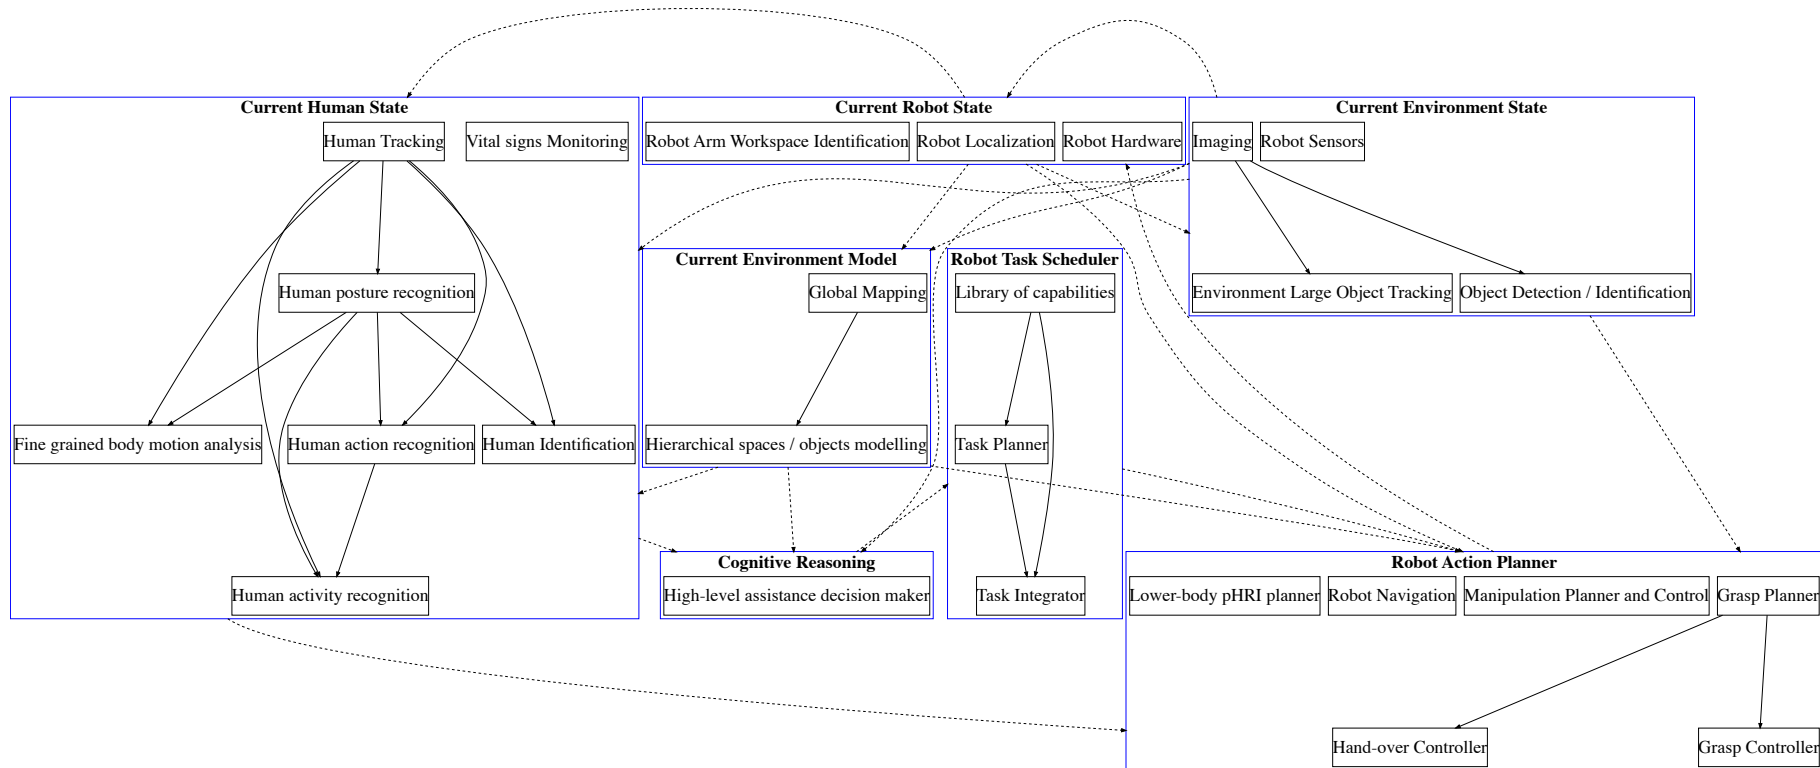 Current Human State
Human Tracking
Vital signs Monitoring
Human posture recognition
Fine grained body motion analysis
Human action recognition
Human Identification
Human activity recognition
Current Robot State
Robot Arm Workspace Identification
Robot Localization
Robot Hardware
Current Environment State
Imaging
Robot Sensors
Environment Large Object Tracking
Object Detection / Identification
Current Environment Model
Global Mapping
Hierarchical spaces / objects modelling
Robot Task Scheduler
Library of capabilities
Task Planner
Task Integrator
Cognitive Reasoning
High-level assistance decision maker
Robot Action Planner
Lower-body pHRI planner
Robot Navigation
Manipulation Planner and Control
Grasp Planner
Hand-over Controller
Grasp Controller